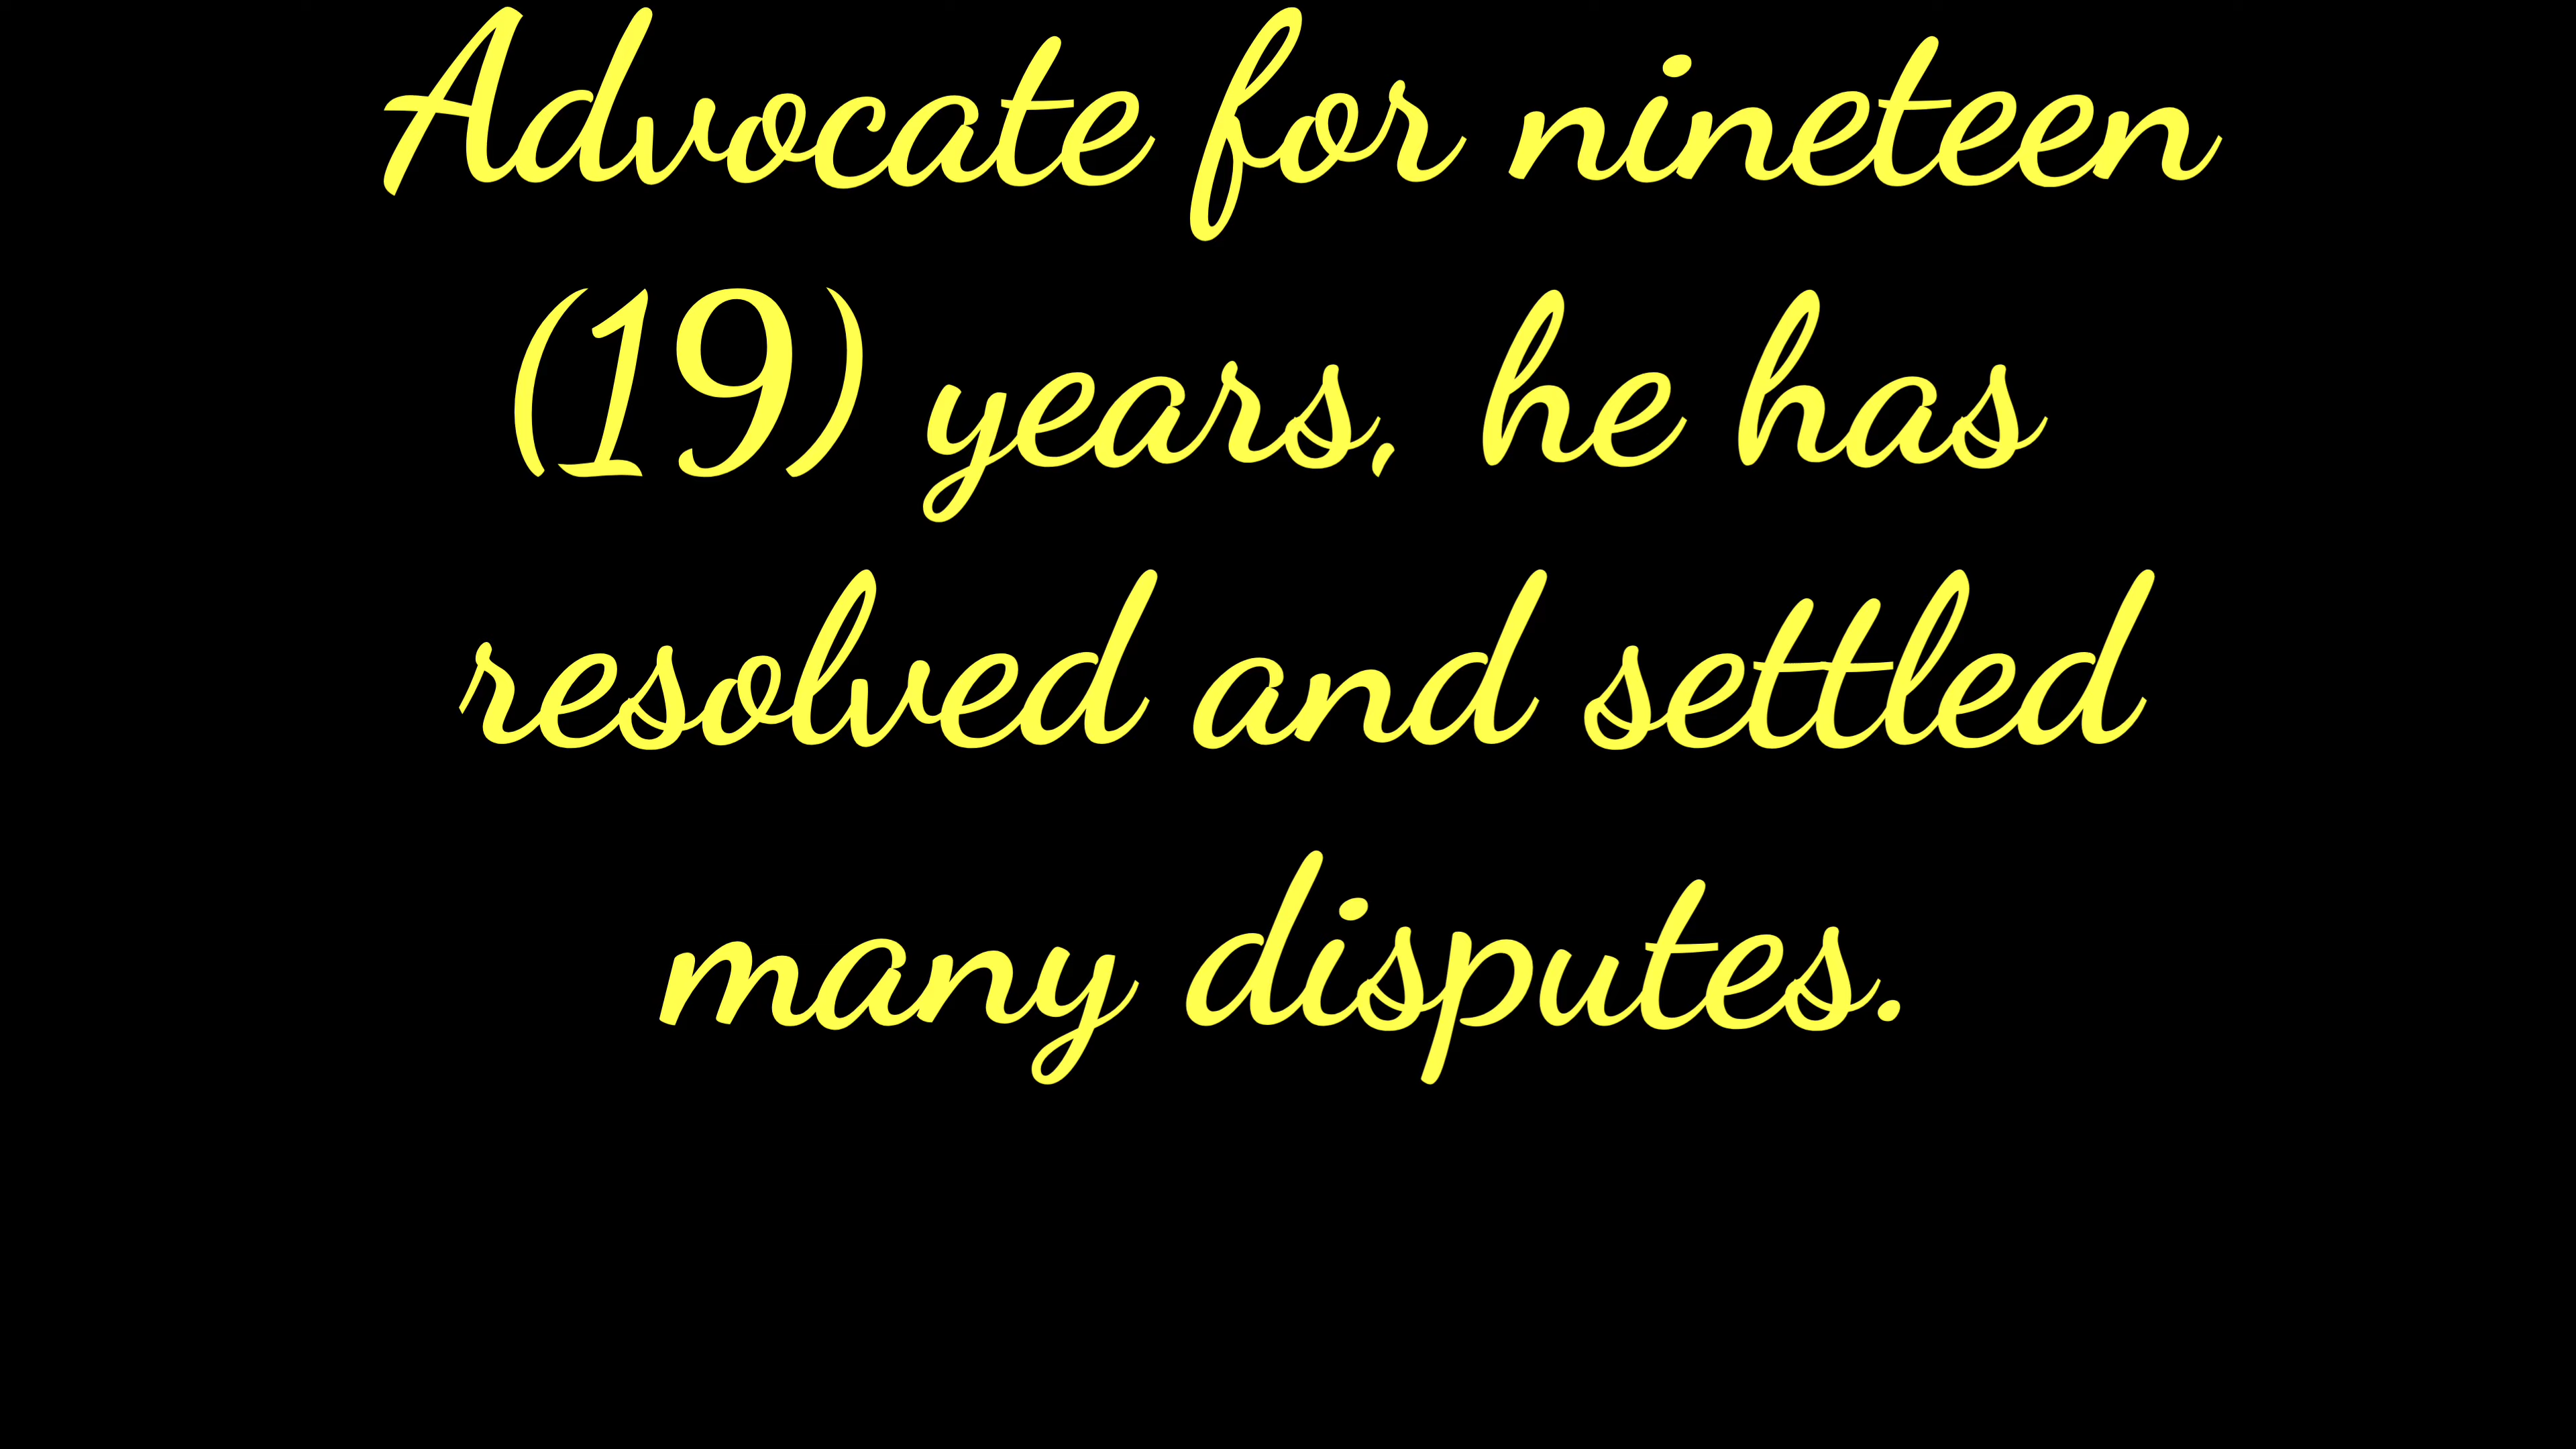 Advocate for nineteen
(19) years, he has
resolved and settled
many disputes.